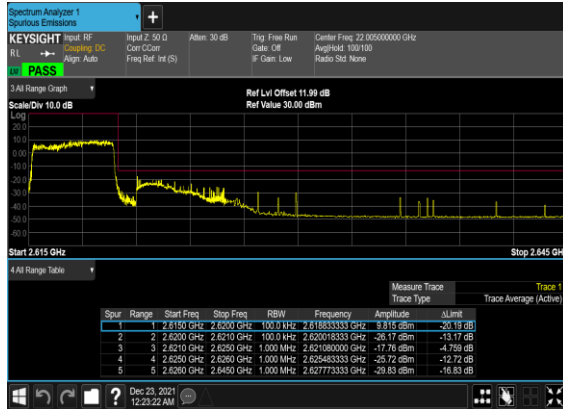 Spectrum Analyzer 1
Spurious Emissions
+
KEYSIGHT Input: RF Input Z: 50 Ω Atten: 30 dB Trig: Free Run Center Freq: 22.005000000 GHz
RL Coupling: DC Corr CCorr Gate: Off Avg|Hold: 100/100
Align: Auto Freq Ref: Int (S) IF Gain: Low Radio Std: None
PASS
3 All Range Graph Ref Lvl Offset 11.99 dB
Scale/Div 10.0 dB Ref Value 30.00 dBm
Log
20.0
10.0
0.00
-10.0
-20.0
-30.0
-40.0
-50.0
-60.0
Start 2.615 GHz Stop 2.645 GH
4 All Range Table
Measure Trace Trace 1
Trace Type Trace Average (Active)
Spur Range Start Freq Stop Freq RBW Frequency Amplitude ΔLimit
1 1 2.6150 GHz 2.6200 GHz 100.0 kHz 2.618833333 GHz 9.815 dBm -20.19 dB
2 2 2.6200 GHz 2.6210 GHz 100.0 kHz 2.620018333 GHz -26.17 dBm -13.17 dB
3 3 2.6210 GHz 2.6250 GHz 1.000 MHz 2.621080000 GHz -17.76 dBm -4.759 dB
4 4 2.6250 GHz 2.6260 GHz 1.000 MHz 2.625483333 GHz -25.72 dBm -12.72 dB
5 5 2.6260 GHz 2.6450 GHz 1.000 MHz 2.627773333 GHz -29.83 dBm -16.83 dB
? Dec 23, 2021
12:23:22 AM